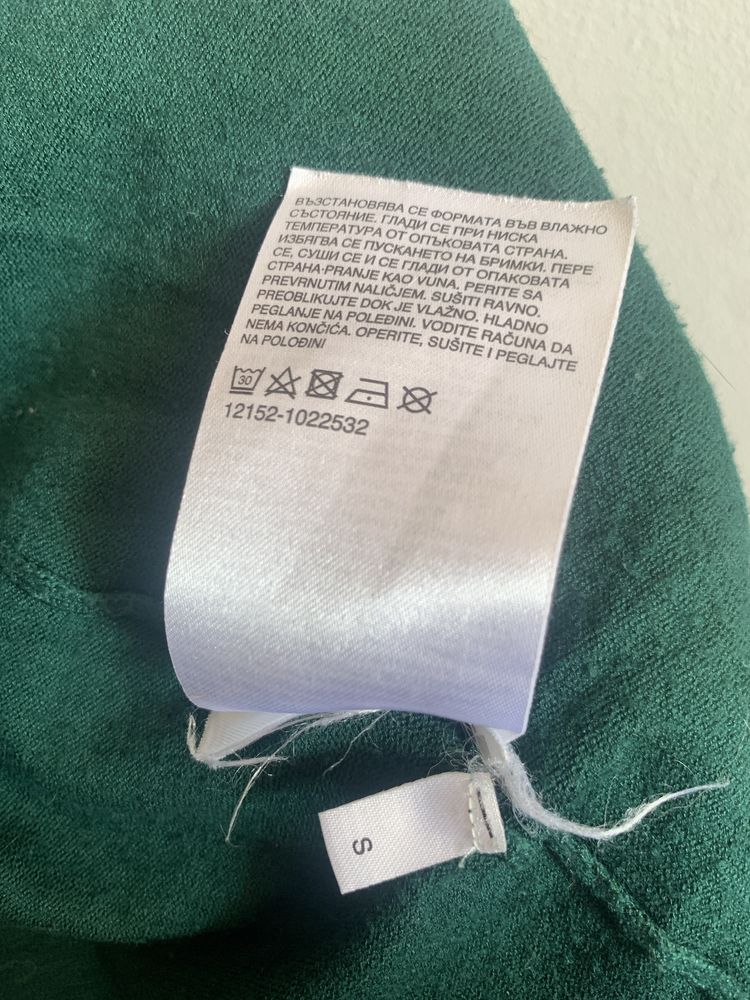 ВЪЗСТАНОВЯВА СЕ ФОРМАТА ВЪВ ВЛАЖНО
СЪСТОЯНИЕ. ГЛАДИ СЕ ПРИ НИСКА
ТЕМПЕРАТУРА ОТ ОПЪКОВАТА СТРАНА.
ИЗБЯГВА СЕ ПУСКАНЕТО НА БРИМКИ. ПЕРЕ
СЕ, СУШИ СЕ И СЕ ГЛАДИ ОТ ОПАКОВАТА
СТРАНА·PRANJE KAO VUNA. PERITE SA
PREVRNUTIM NALIČJEM. SUŠITI RAVNO.
PREOBLIKUJTE DOK JE VLAŽNO. HLADNO
PEGLANJE NA POLEĐINI. VODITE RAČUNA DA
NEMA KONČIĆA. OPERITE, SUŠITE I PEGLAJTE
NA POLOĐINI
30
12152-1022532
S